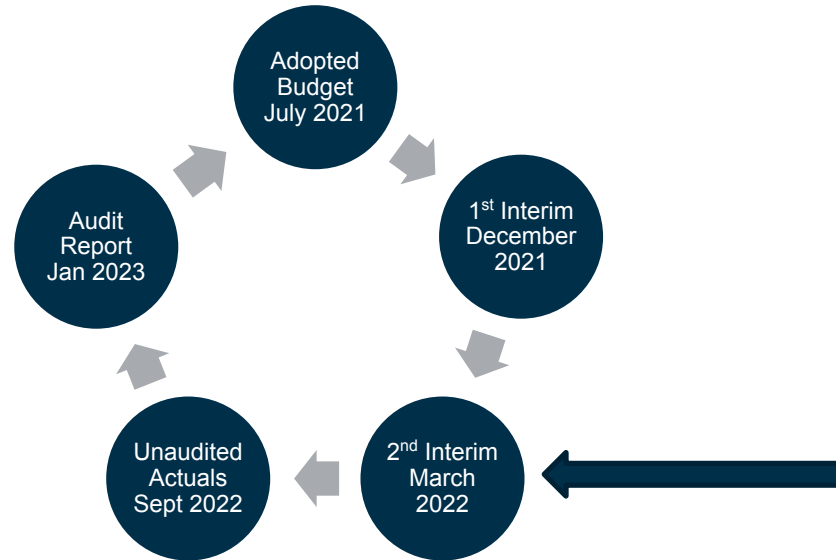 Adopted
Budget
July 2021
1st Interim
December
2021
2nd Interim
March
2022
Unaudited
Actuals
Sept 2022
Audit
Report
Jan 2023